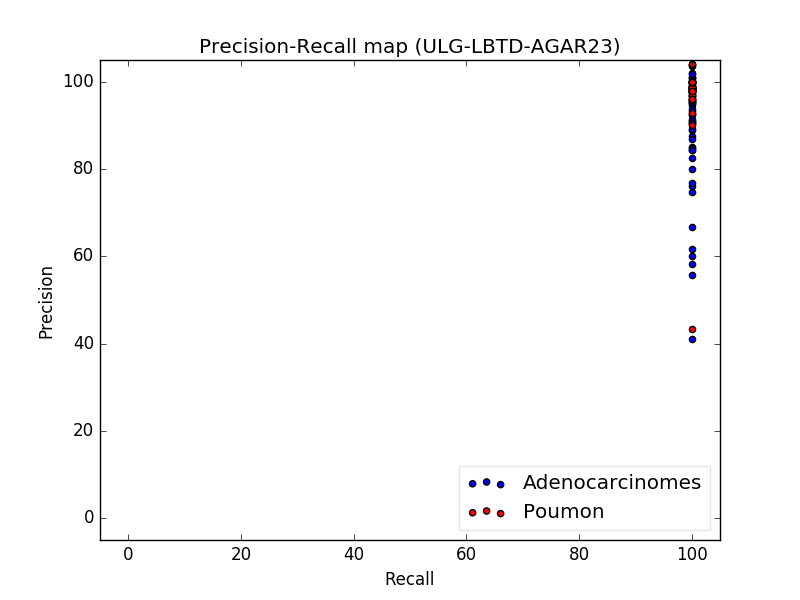 Precision-Recall map (ULG-LBTD-AGAR23)
100
80
60
40
20
0
Precision
0 20 40 60 80 100
Recall
Adenocarcinomes
Poumon